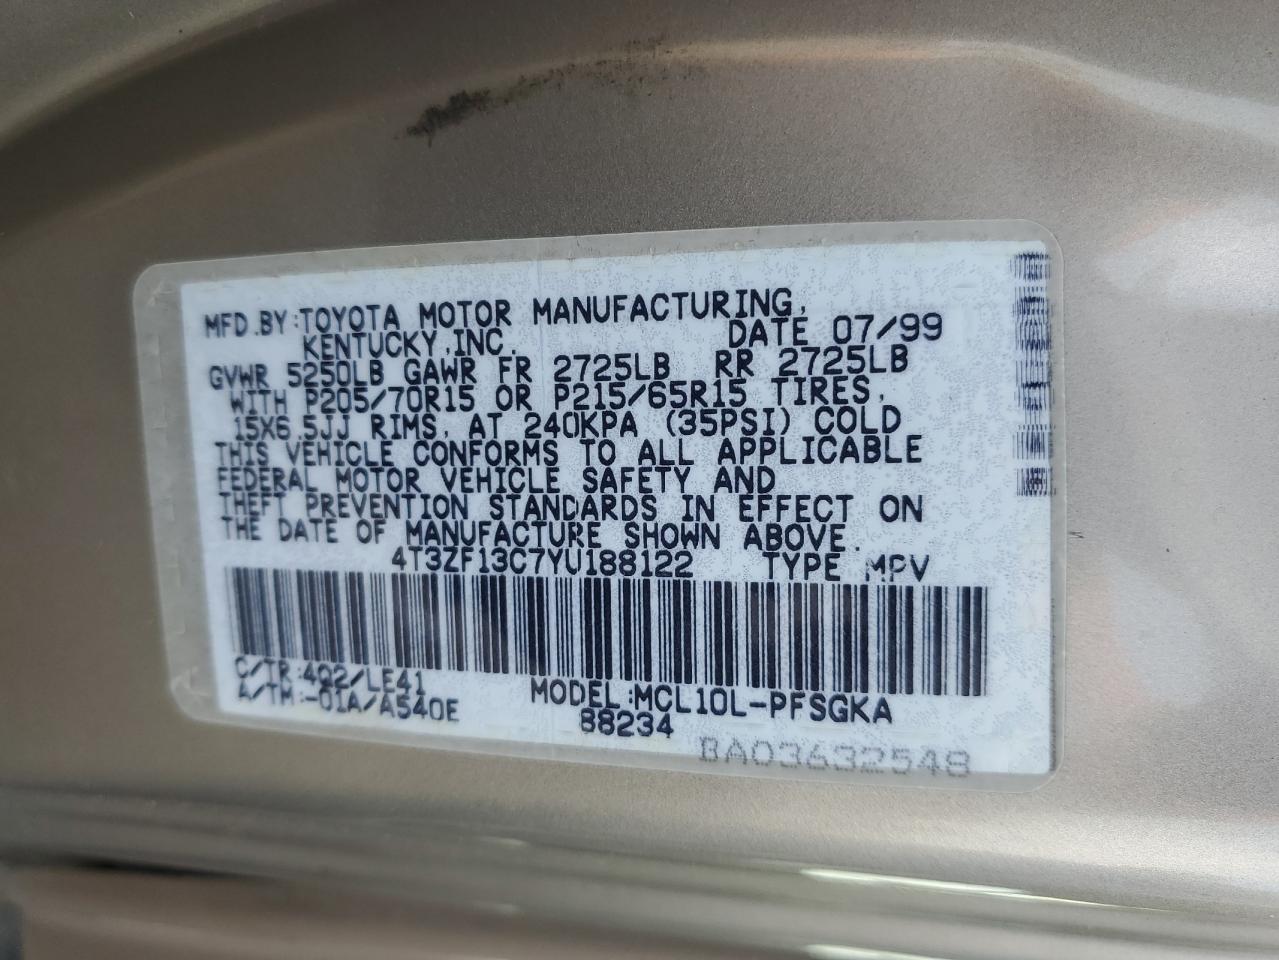 MFD.BY:TOYOTA MOTOR MANUFACTURING,
KENTUCKY,INC. DATE 07/99
GVWR 5250LB GAWR FR 2725LB RR 2725LB
WITH P205/70R15 OR P215/65R15 TIRES,
15X6.5JJ RIMS, AT 240KPA (35PSI) COLD
THIS VEHICLE CONFORMS TO ALL APPLICABLE
FEDERAL MOTOR VEHICLE SAFETY AND
THEFT PREVENTION STANDARDS IN EFFECT ON
THE DATE OF MANUFACTURE SHOWN ABOVE.
4T3ZF13C7YU188122 TYPE MPV
C/TR:4Q2/LE41 MODEL:MCL10L-PFSGKA
A/TM:-01A/A540E 88234
BA03632548